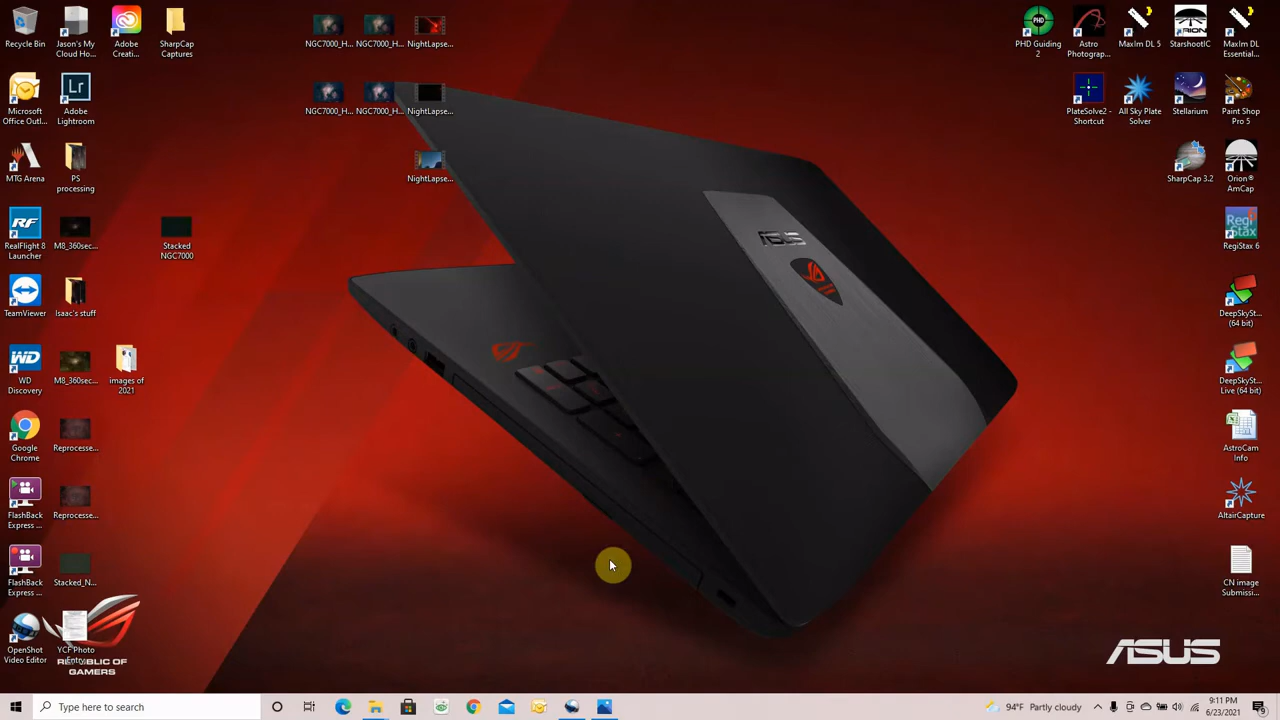 Recycle Bin
Jason's My
Cloud Ho...
Adobe
Creati...
SharpCap
Captures
NGC7000_H...
NGC7000_H...
NightLapse...
PHD Guiding
2
Astro
Photograp...
MaxIm DL 5
StarshootIC
MaxIm DL
Essential...
Microsoft
Office Outl...
Adobe
Lightroom
NGC7000_H...
NGC7000_H...
NightLapse...
PlateSolve2 -
Shortcut
All Sky Plate
Solver
Stellarium
Paint Shop
Pro 5
MTG Arena
PS
processing
NightLapse...
SharpCap 3.2
Orion®
AmCap
RealFlight 8
Launcher
M8_360sec...
Stacked
NGC7000
RegiStax 6
TeamViewer
Isaac's stuff
DeepSkySt...
(64 bit)
WD
Discovery
M8_360sec...
images of
2021
DeepSkySt...
Live (64 bit)
Google
Chrome
Reprocesse...
AstroCam
Info
FlashBack
Express ...
Reprocesse...
AltairCapture
FlashBack
Express ...
Stacked_N...
CN image
Submissi...
OpenShot
Video Editor
YCF Photo
Entry
REPUBLIC OF
GAMERS
ASUS
ASUS
Type here to search
94°F Partly cloudy
9:11 PM
6/23/2021